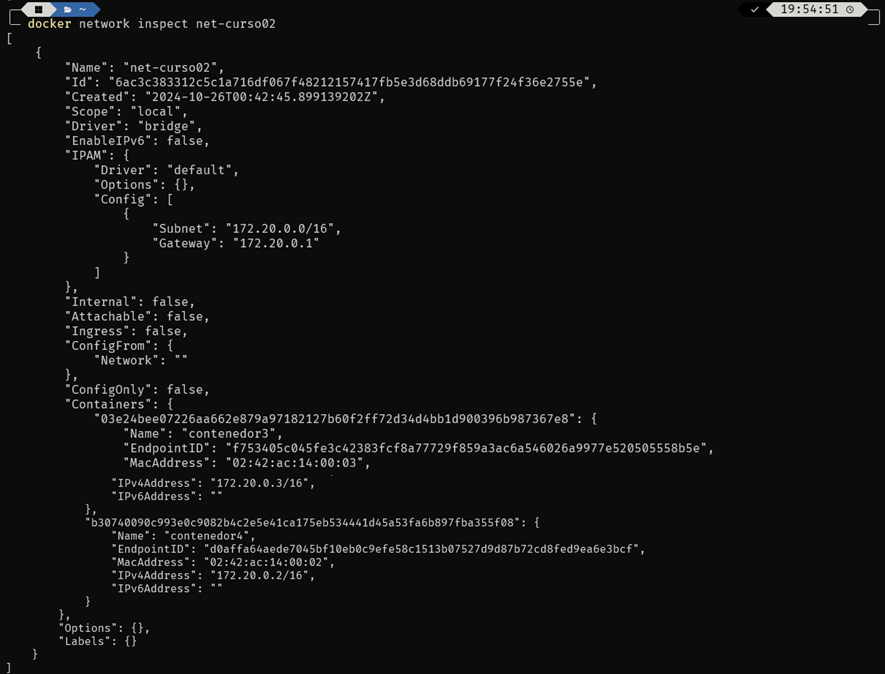 ~ 19:54:51
docker network inspect net-curso02
[
    {
        "Name": "net-curso02",
        "Id": "6ac3c383312c5c1a716df067f48212157417fb5e3d68ddb69177f24f36e2755e",
        "Created": "2024-10-26T00:42:45.899139202Z",
        "Scope": "local",
        "Driver": "bridge",
        "EnableIPv6": false,
        "IPAM": {
            "Driver": "default",
            "Options": {},
            "Config": [
                {
                    "Subnet": "172.20.0.0/16",
                    "Gateway": "172.20.0.1"
                }
            ]
        },
        "Internal": false,
        "Attachable": false,
        "Ingress": false,
        "ConfigFrom": {
            "Network": ""
        },
        "ConfigOnly": false,
        "Containers": {
            "03e24bee07226aa662e879a97182127b60f2ff72d34d4bb1d900396b987367e8": {
                "Name": "contenedor3",
                "EndpointID": "f753405c045fe3c42383fcf8a77729f859a3ac6a546026a9977e520505558b5e",
                "MacAddress": "02:42:ac:14:00:03",
                "IPv4Address": "172.20.0.3/16",
                "IPv6Address": ""
            },
            "b30740090c993e0c9082b4c2e5e41ca175eb534441d45a53fa6b897fba355f08": {
                "Name": "contenedor4",
                "EndpointID": "d0affa64aede7045bf10eb0c9efe58c1513b07527d9d87b72cd8fed9ea6e3bcf",
                "MacAddress": "02:42:ac:14:00:02",
                "IPv4Address": "172.20.0.2/16",
                "IPv6Address": ""
            }
        },
        "Options": {},
        "Labels": {}
    }
]